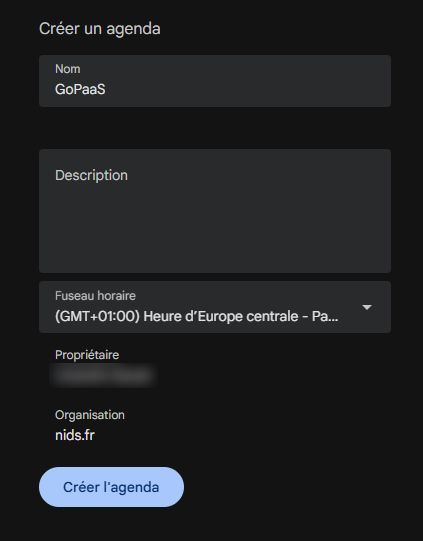 Créer un agenda
Nom
GoPaaS
Description
Fuseau horaire
(GMT+01:00) Heure d'Europe centrale - Pa...
Propriétaire
Organisation
nids.fr
Créer l'agenda